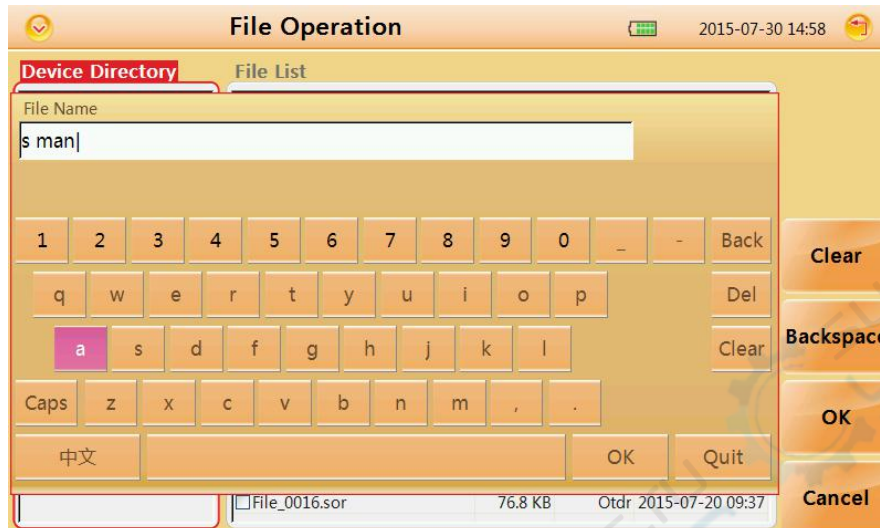 File Operation 2015-07-30 14:58
Device Directory File List
File Name
s man
1 2 3 4 5 6 7 8 9 0 _ - Back
Clear
q w e r t y u i o p Del
a s d f g h j k l Clear
Backspace
Caps z x c v b n m , .
OK
中文 OK Quit
File_0016.sor 76.8 KB Otdr 2015-07-20 09:37
Cancel